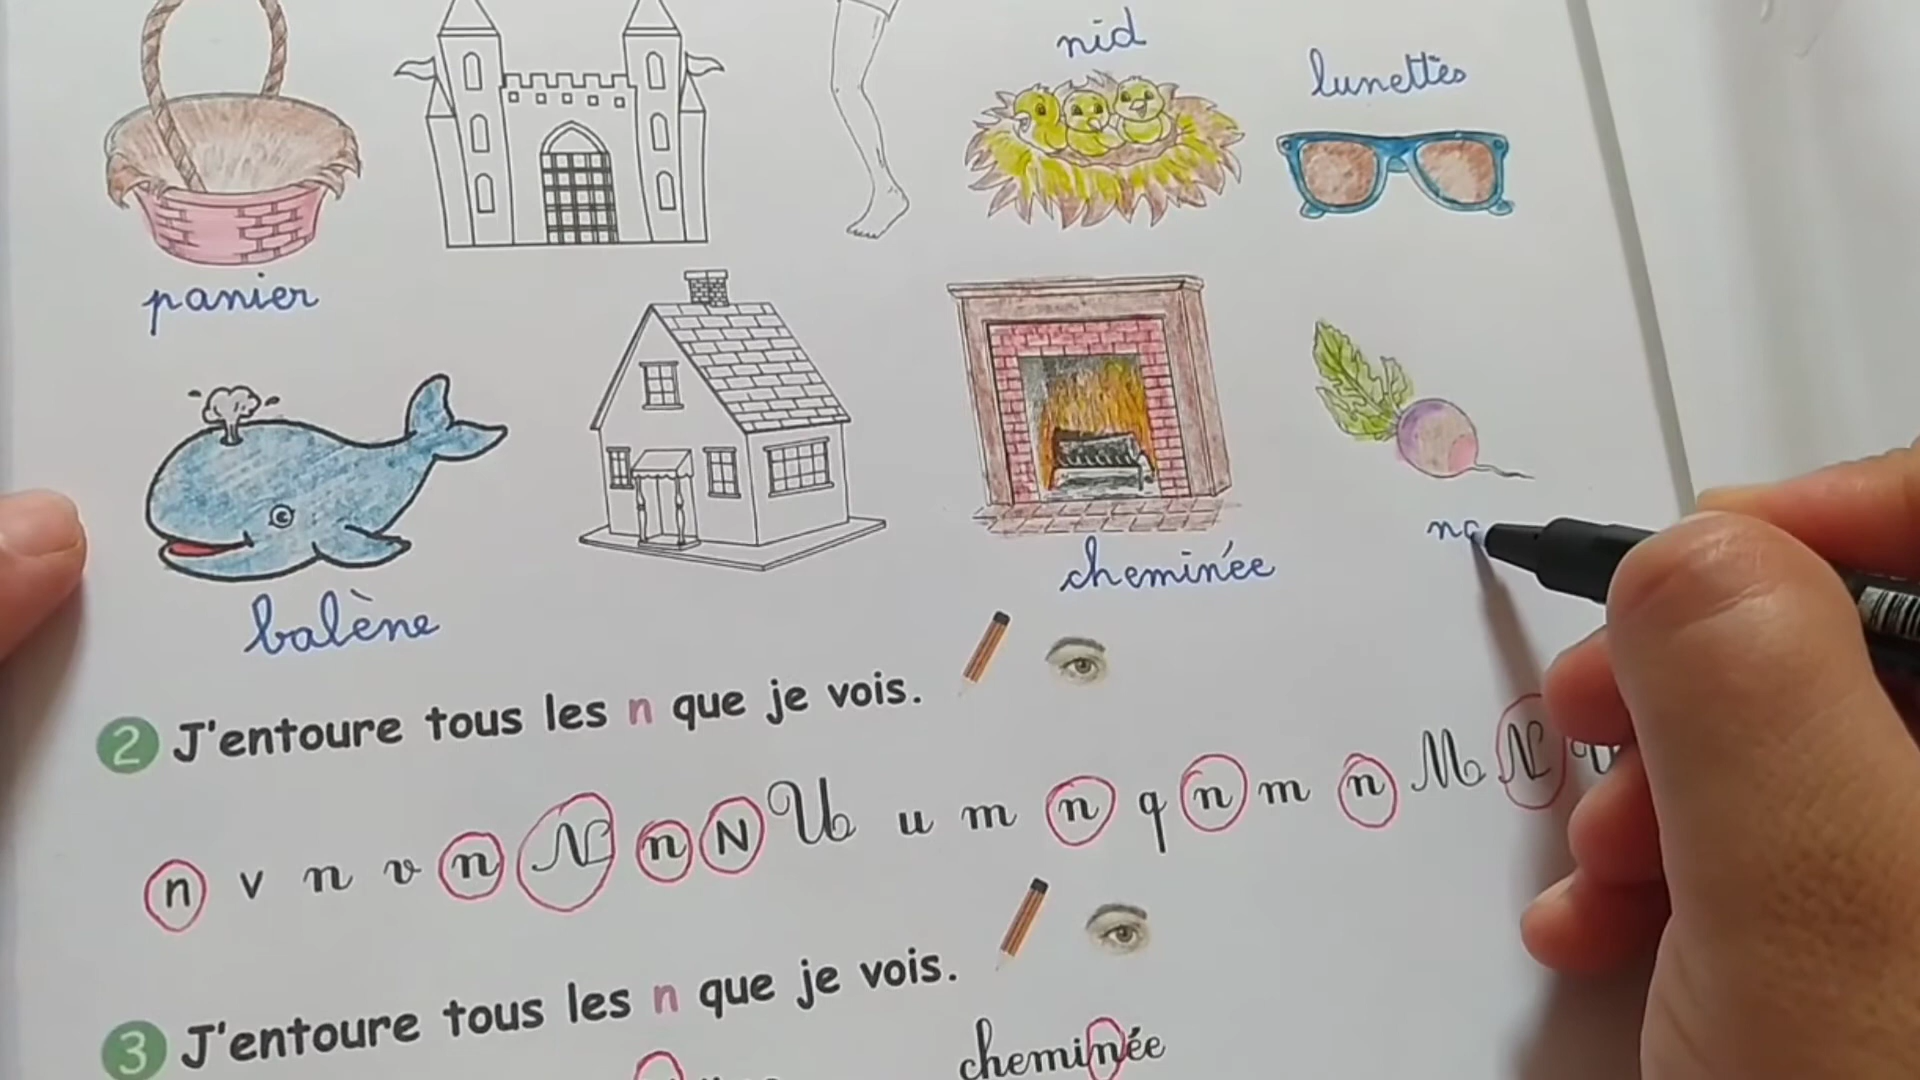 nid
lunettes
panier
cheminée
na
balène
2 J'entoure tous les n que je vois.
n v n v n N n N U u m n q n m n M N
3 J'entoure tous les n que je vois.
cheminée